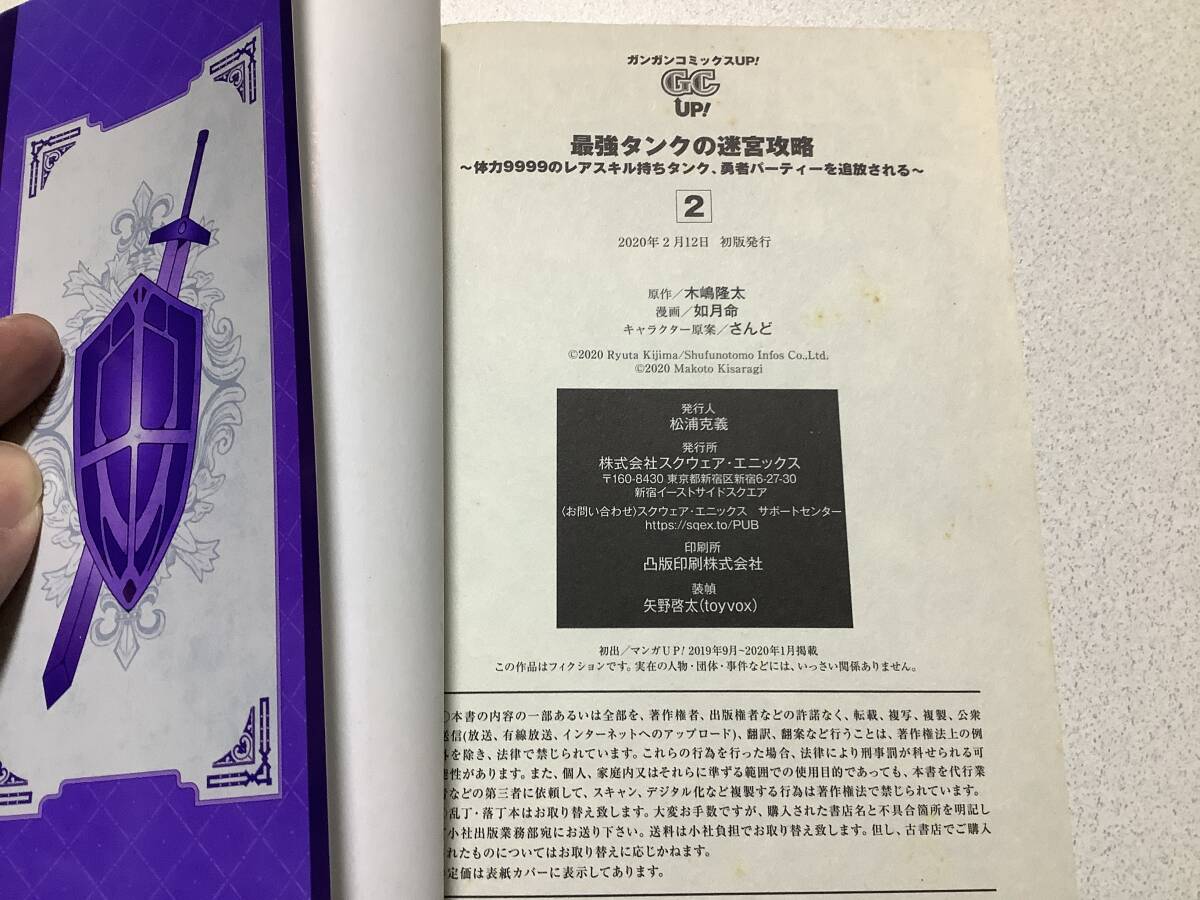 ガンガンコミックスUP!
GC
UP!
最強タンクの迷宮攻略
～体力9999のレアスキル持ちタンク、勇者パーティーを追放される～
2
2020年2月12日 初版発行
原作／木嶋隆太
漫画／如月命
キャラクター原案／さんど
©2020 Ryuta Kijima/Shufunotomo Infos Co.,Ltd.
©2020 Makoto Kisaragi
発行人
松浦克義
発行所
株式会社スクウェア・エニックス
〒160-8430 東京都新宿区新宿6-27-30
新宿イーストサイドスクエア
〈お問い合わせ〉スクウェア・エニックス サポートセンター
https://sqex.to/PUB
印刷所
凸版印刷株式会社
装幀
矢野啓太(toyvox)
初出／マンガUP! 2019年9月～2020年1月掲載
この作品はフィクションです。実在の人物・団体・事件などには、いっさい関係ありません。
本書の内容の一部あるいは全部を、著作権者、出版権者などの許諾なく、転載、複写、複製、公衆
送信(放送、有線放送、インターネットへのアップロード)、翻訳、翻案など行うことは、著作権法上の例
を除き、法律で禁じられています。これらの行為を行った場合、法律により刑事罰が科せられる可
能性があります。また、個人、家庭内又はそれらに準ずる範囲での使用目的であっても、本書を代行業
などの第三者に依頼して、スキャン、デジタル化など複製する行為は著作権法で禁じられています。
乱丁・落丁本はお取り替え致します。大変お手数ですが、購入された書店名と不具合箇所を明記し
小社出版業務部宛にお送り下さい。送料は小社負担でお取り替え致します。但し、古書店でご購入
れたものについてはお取り替えに応じかねます。
定価は表紙カバーに表示してあります。